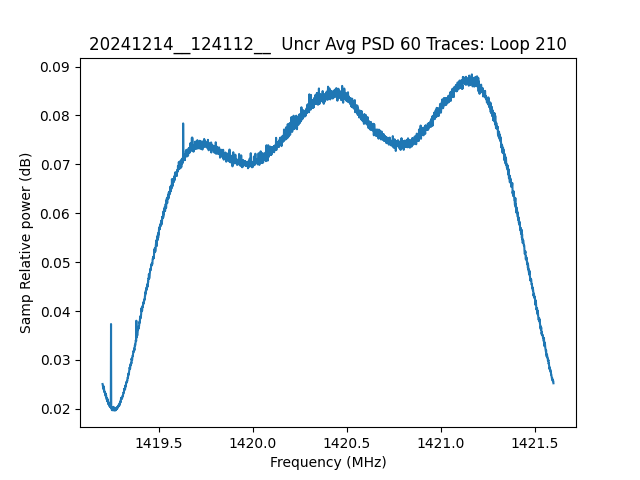 20241214__124112__  Uncr Avg PSD 60 Traces: Loop 210
0.09
0.08
0.07
0.06
0.05
0.04
0.03
0.02
Samp Relative power (dB)
1419.5 1420.0 1420.5 1421.0 1421.5
Frequency (MHz)